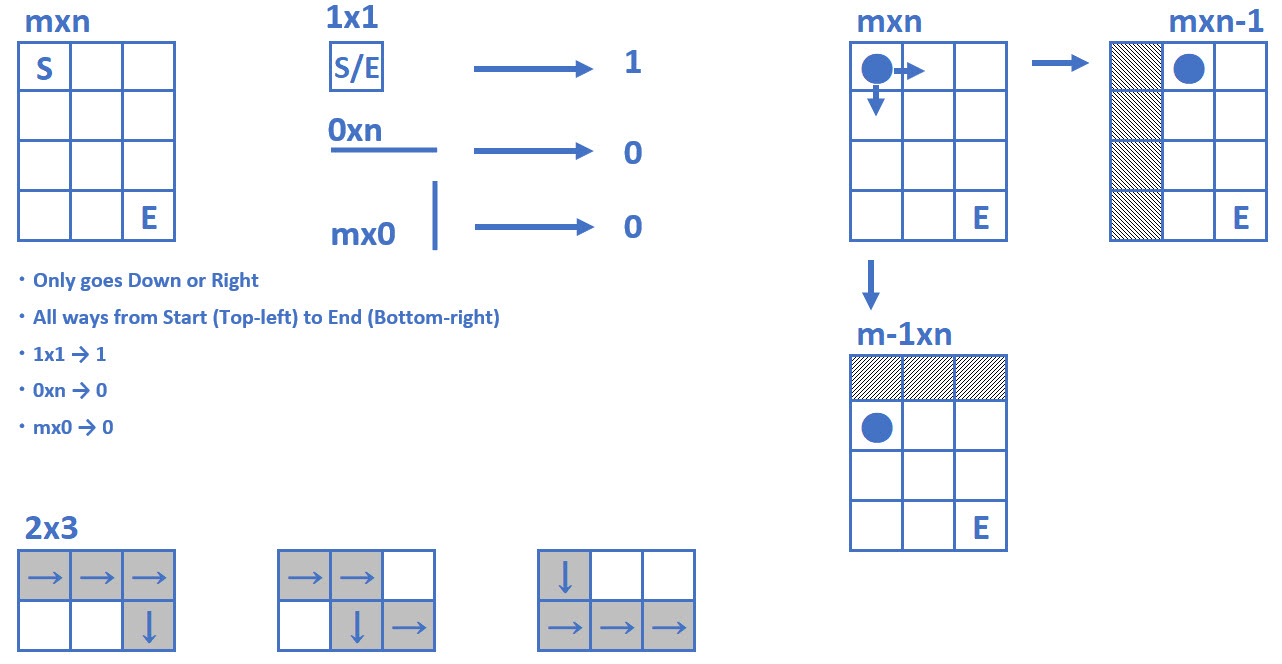 mxn
S
E
1x1
S/E
1
0xn
0
mx0
0
mxn
E
mxn-1
E
m-1xn
E
・Only goes Down or Right
・All ways from Start (Top-left) to End (Bottom-right)
・1x1 → 1
・0xn → 0
・mx0 → 0
2x3